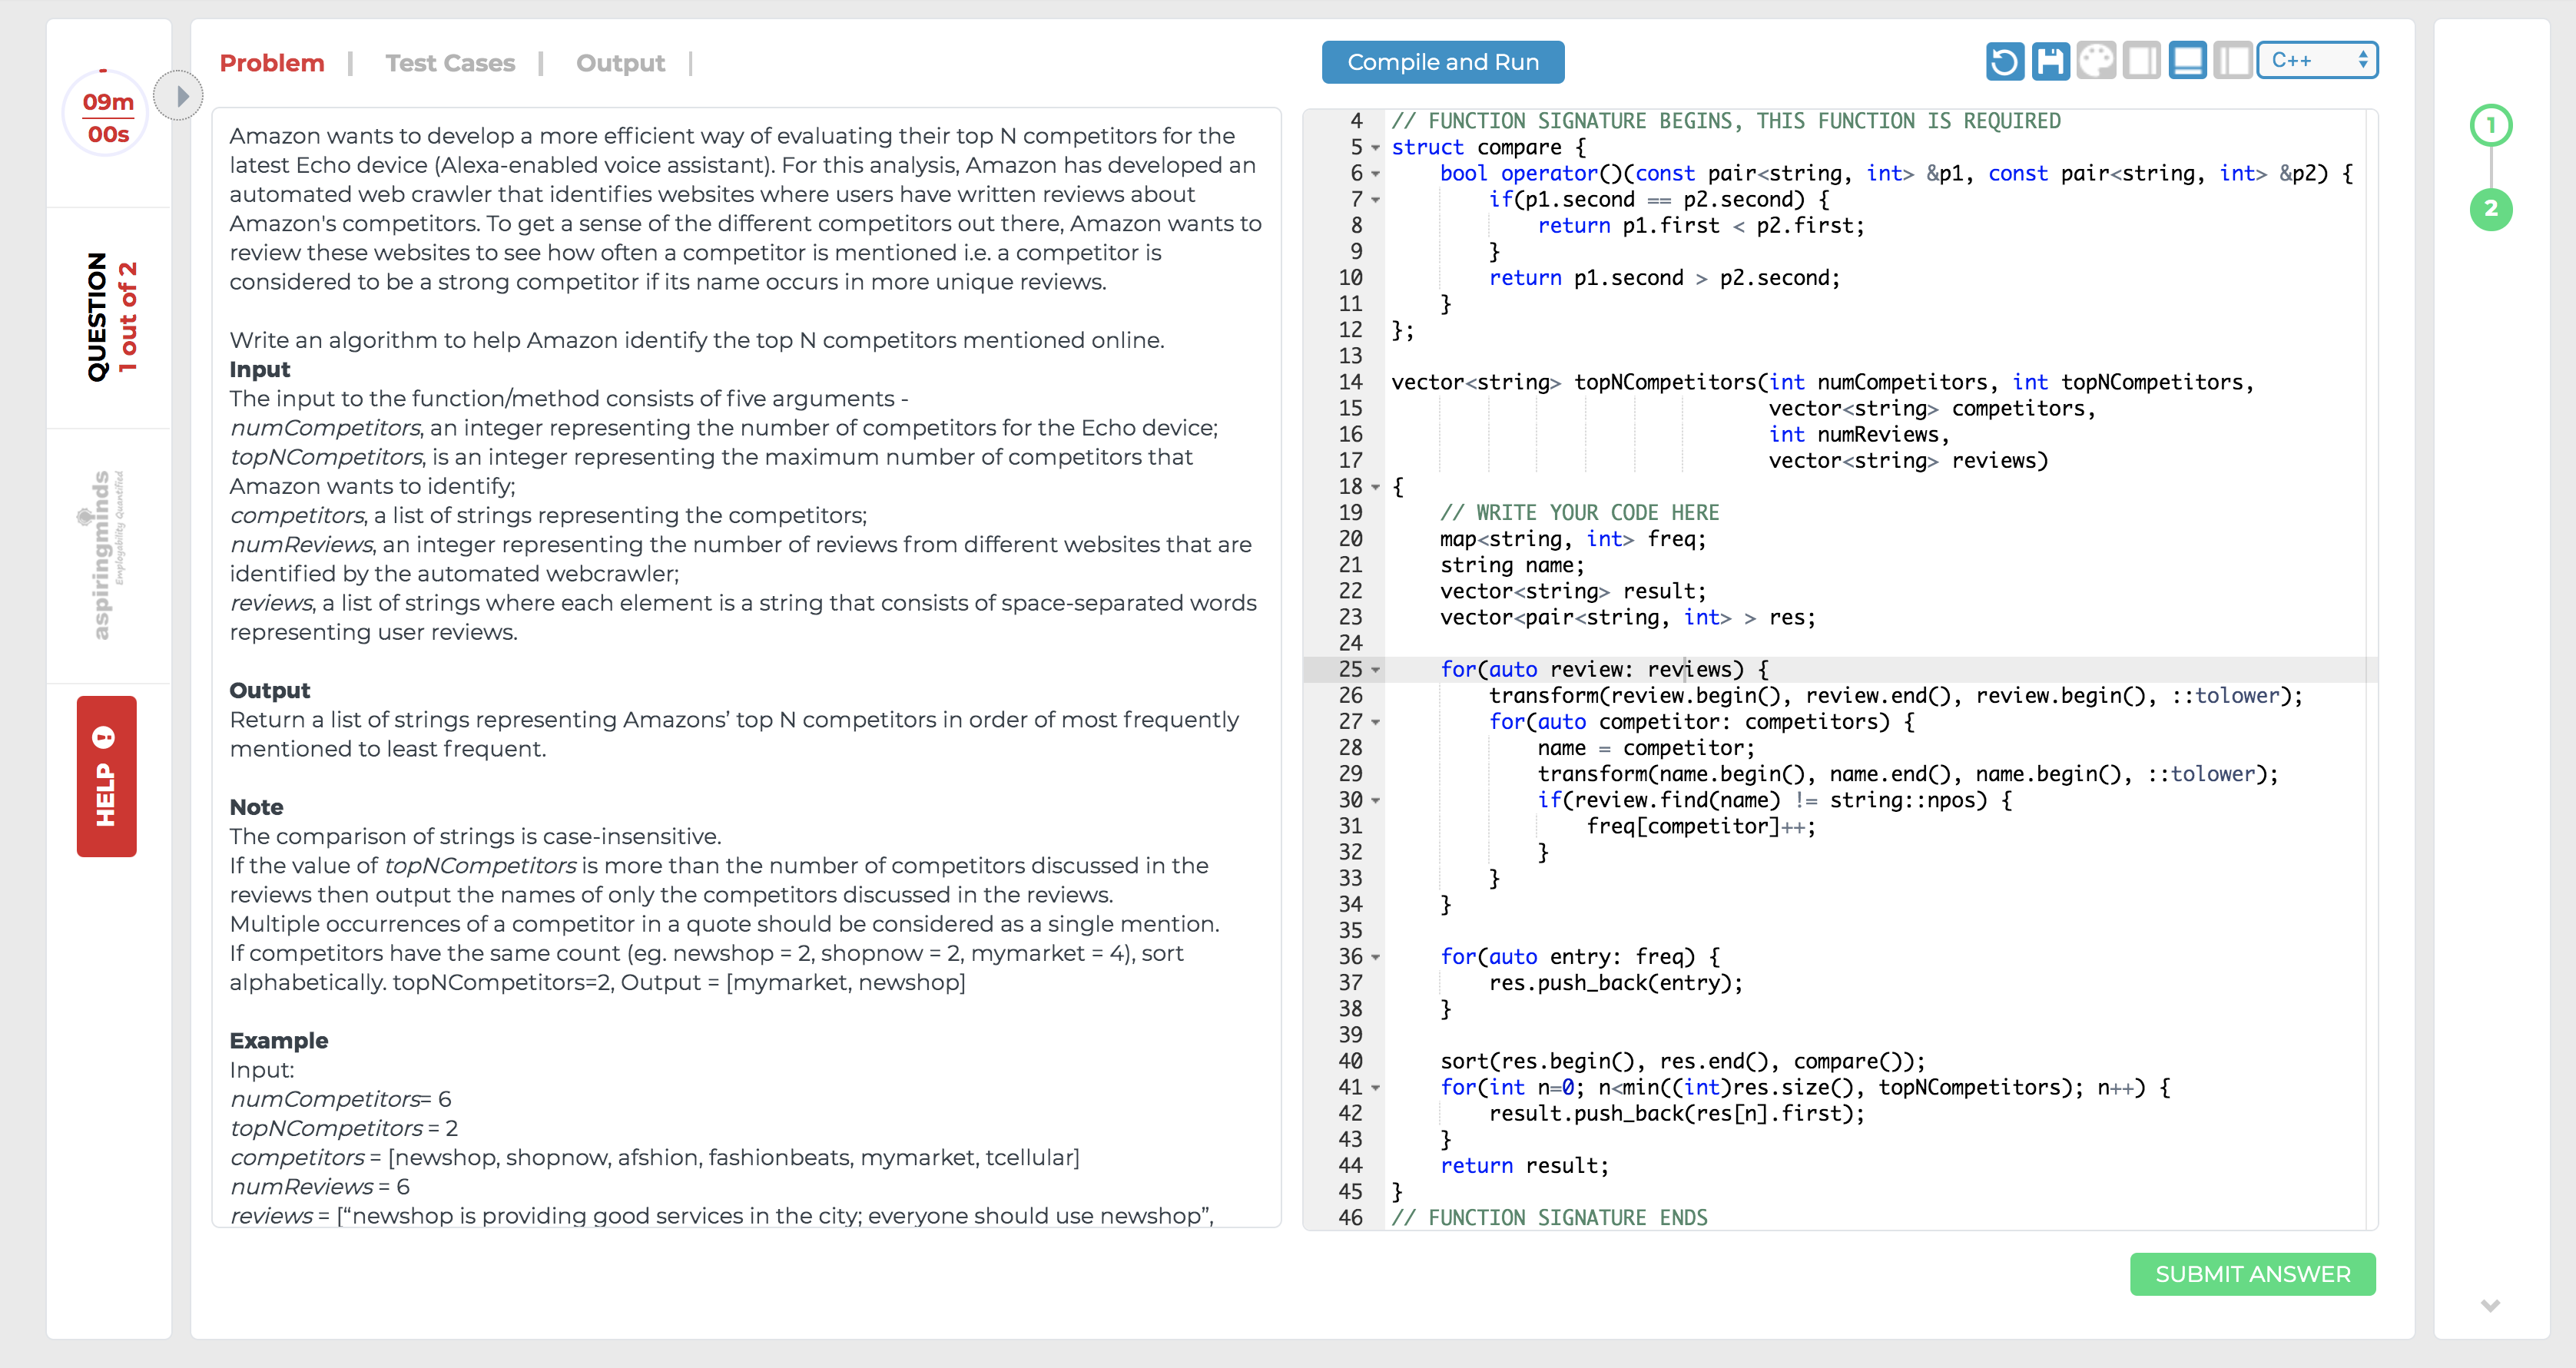 09m
00s
QUESTION
1 out of 2
aspiringminds
Employability Quantified
HELP
Problem | Test Cases | Output |
Amazon wants to develop a more efficient way of evaluating their top N competitors for the
latest Echo device (Alexa-enabled voice assistant). For this analysis, Amazon has developed an
automated web crawler that identifies websites where users have written reviews about
Amazon's competitors. To get a sense of the different competitors out there, Amazon wants to
review these websites to see how often a competitor is mentioned i.e. a competitor is
considered to be a strong competitor if its name occurs in more unique reviews.
Write an algorithm to help Amazon identify the top N competitors mentioned online.
Input
The input to the function/method consists of five arguments -
numCompetitors, an integer representing the number of competitors for the Echo device;
topNCompetitors, is an integer representing the maximum number of competitors that
Amazon wants to identify;
competitors, a list of strings representing the competitors;
numReviews, an integer representing the number of reviews from different websites that are
identified by the automated webcrawler;
reviews, a list of strings where each element is a string that consists of space-separated words
representing user reviews.
Output
Return a list of strings representing Amazons’ top N competitors in order of most frequently
mentioned to least frequent.
Note
The comparison of strings is case-insensitive.
If the value of topNCompetitors is more than the number of competitors discussed in the
reviews then output the names of only the competitors discussed in the reviews.
Multiple occurrences of a competitor in a quote should be considered as a single mention.
If competitors have the same count (eg. newshop = 2, shopnow = 2, mymarket = 4), sort
alphabetically. topNCompetitors=2, Output = [mymarket, newshop]
Example
Input:
numCompetitors= 6
topNCompetitors = 2
competitors = [newshop, shopnow, afshion, fashionbeats, mymarket, tcellular]
numReviews = 6
reviews = [“newshop is providing good services in the city; everyone should use newshop”,
Compile and Run
C++
4 // FUNCTION SIGNATURE BEGINS, THIS FUNCTION IS REQUIRED
5 struct compare {
6     bool operator()(const pair<string, int> &p1, const pair<string, int> &p2) {
7         if(p1.second == p2.second) {
8             return p1.first < p2.first;
9         }
10         return p1.second > p2.second;
11     }
12 };
13
14 vector<string> topNCompetitors(int numCompetitors, int topNCompetitors,
15                                vector<string> competitors,
16                                int numReviews,
17                                vector<string> reviews)
18 {
19     // WRITE YOUR CODE HERE
20     map<string, int> freq;
21     string name;
22     vector<string> result;
23     vector<pair<string, int> > res;
24
25     for(auto review: reviews) {
26         transform(review.begin(), review.end(), review.begin(), ::tolower);
27         for(auto competitor: competitors) {
28             name = competitor;
29             transform(name.begin(), name.end(), name.begin(), ::tolower);
30             if(review.find(name) != string::npos) {
31                 freq[competitor]++;
32             }
33         }
34     }
35
36     for(auto entry: freq) {
37         res.push_back(entry);
38     }
39
40     sort(res.begin(), res.end(), compare());
41     for(int n=0; n<min((int)res.size(), topNCompetitors); n++) {
42         result.push_back(res[n].first);
43     }
44     return result;
45 }
46 // FUNCTION SIGNATURE ENDS
SUBMIT ANSWER
1
2